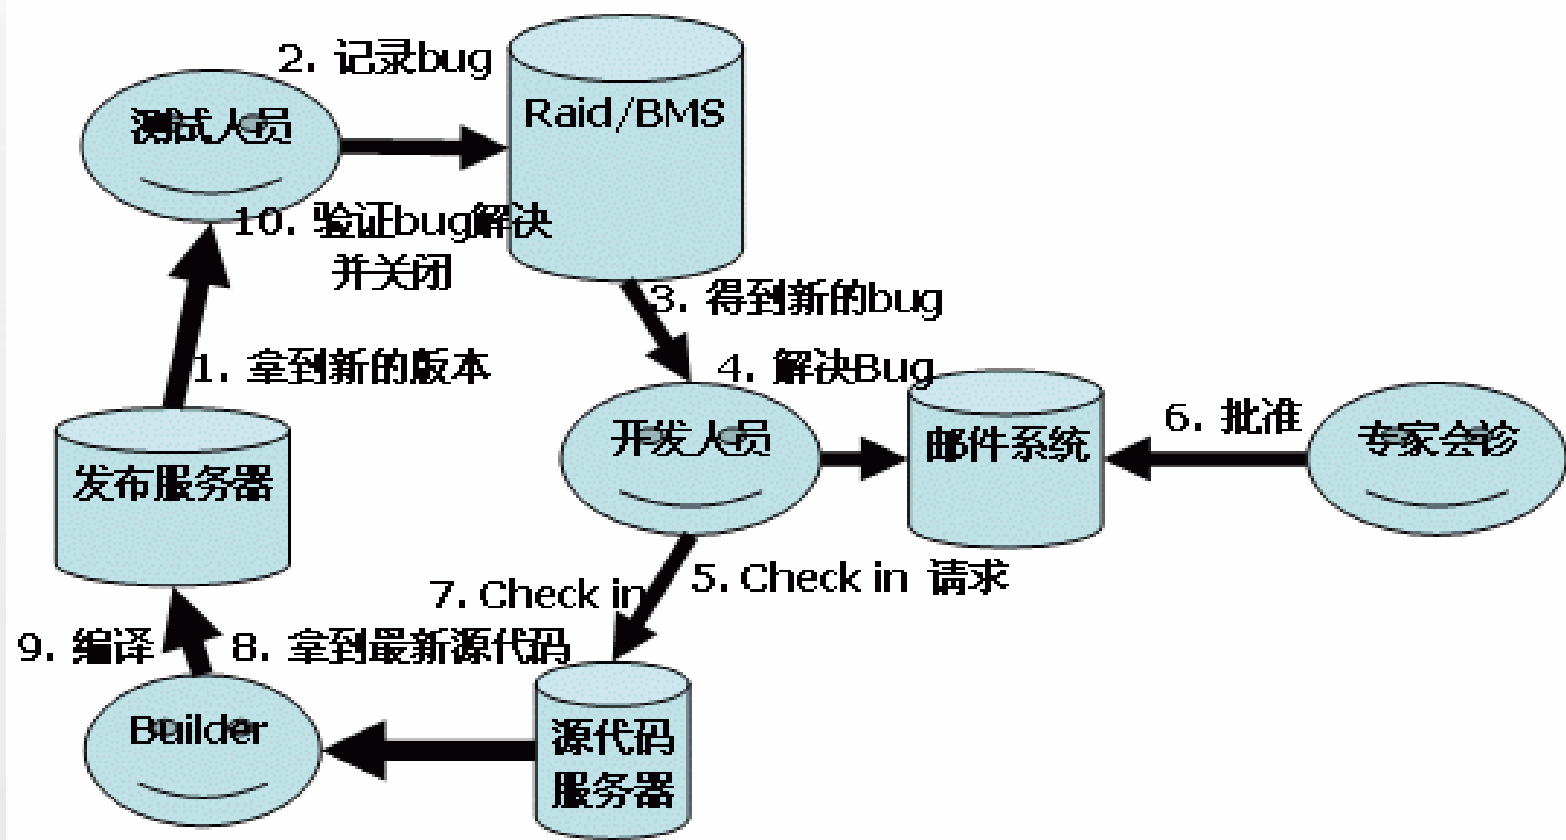 2. 记录bug
Raid/BMS
测试人员
10. 验证bug解决
并关闭
3. 得到新的bug
1. 拿到新的版本
4. 解决Bug
6. 批准
开发人员
邮件系统
专家会诊
发布服务器
7. Check in
5. Check in 请求
9. 编译
8. 拿到最新源代码
Builder
源代码
服务器